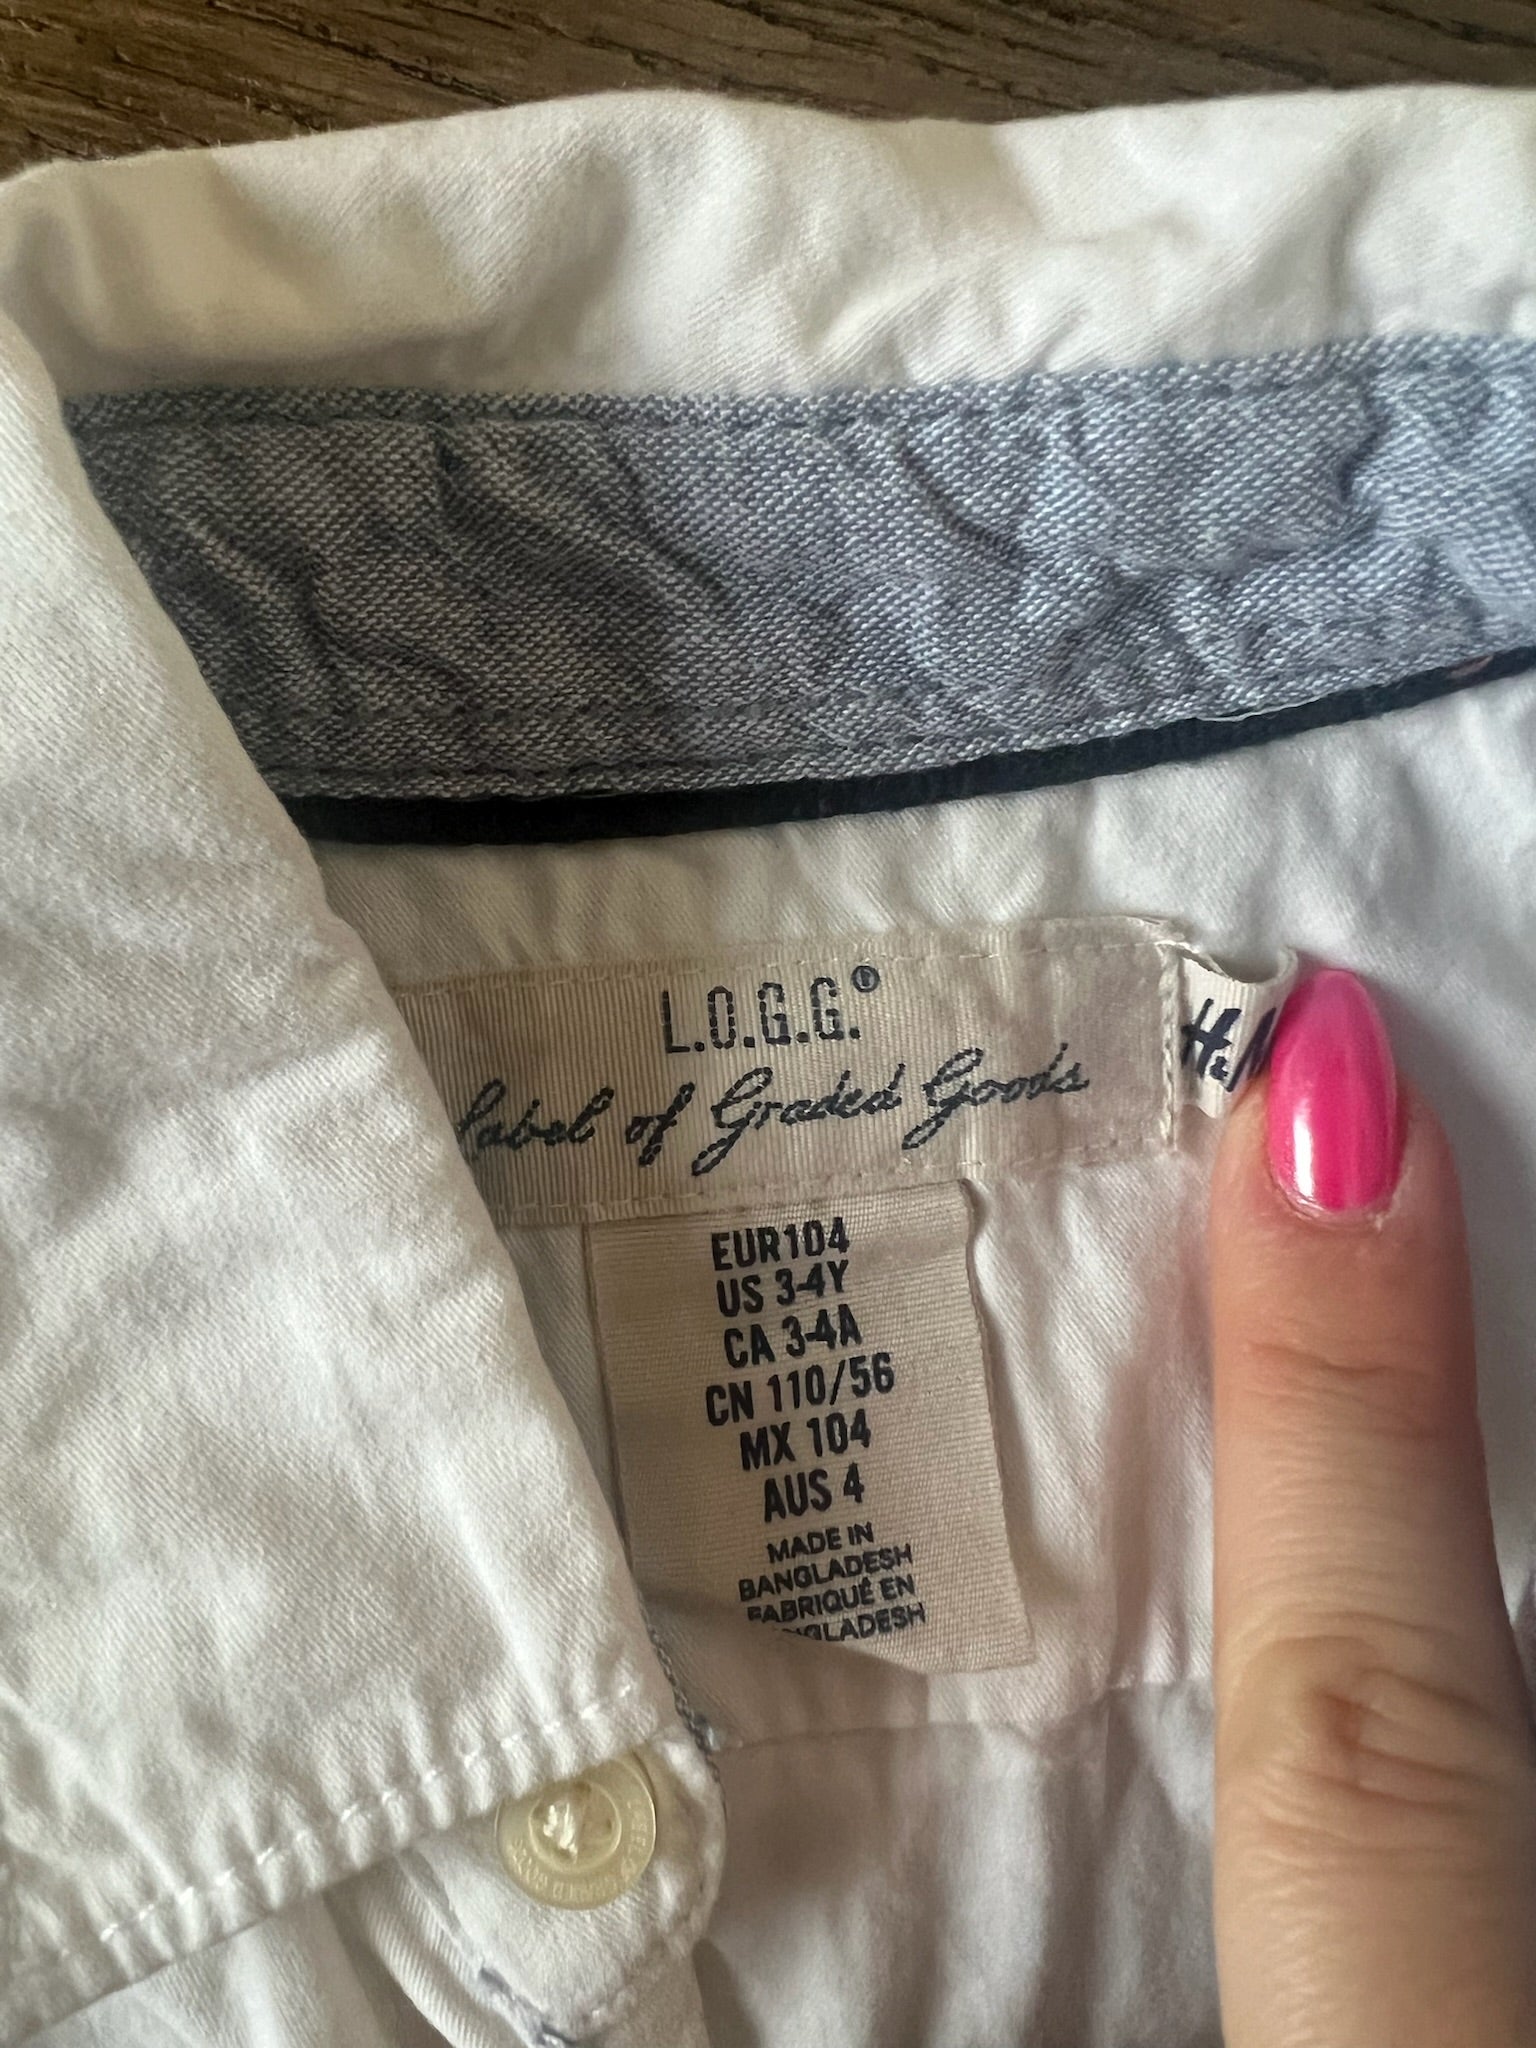 L.O.G.G.®
Label of Graded Goods
H&M
EUR104
US 3-4Y
CA 3-4A
CN 110/56
MX 104
AUS 4
MADE IN
BANGLADESH
FABRIQUÉ EN
BANGLADESH